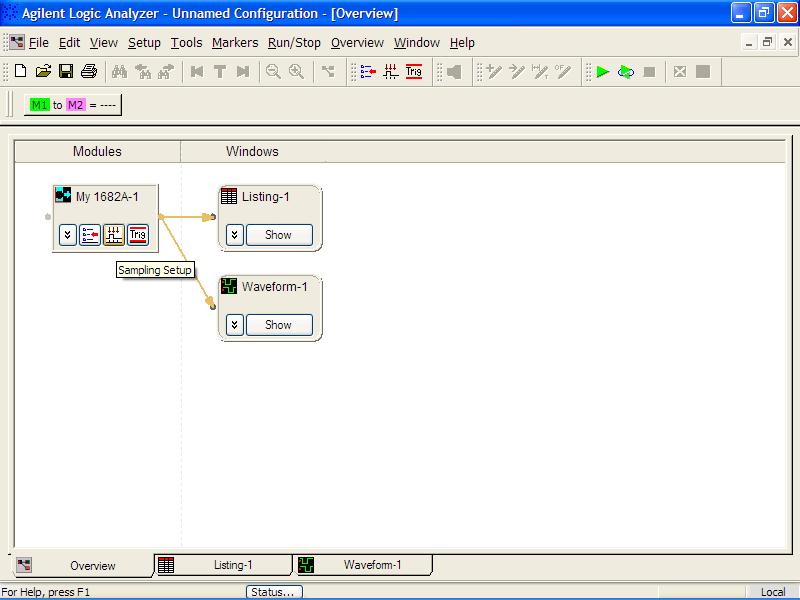 Agilent Logic Analyzer - Unnamed Configuration - [Overview]
File Edit View Setup Tools Markers Run/Stop Overview Window Help
Trig
M1 to M2 = ----
Modules Windows
My 1682A-1
Trig
Listing-1
Show
Sampling Setup
Waveform-1
Show
Overview Listing-1 Waveform-1
For Help, press F1 Status... Local